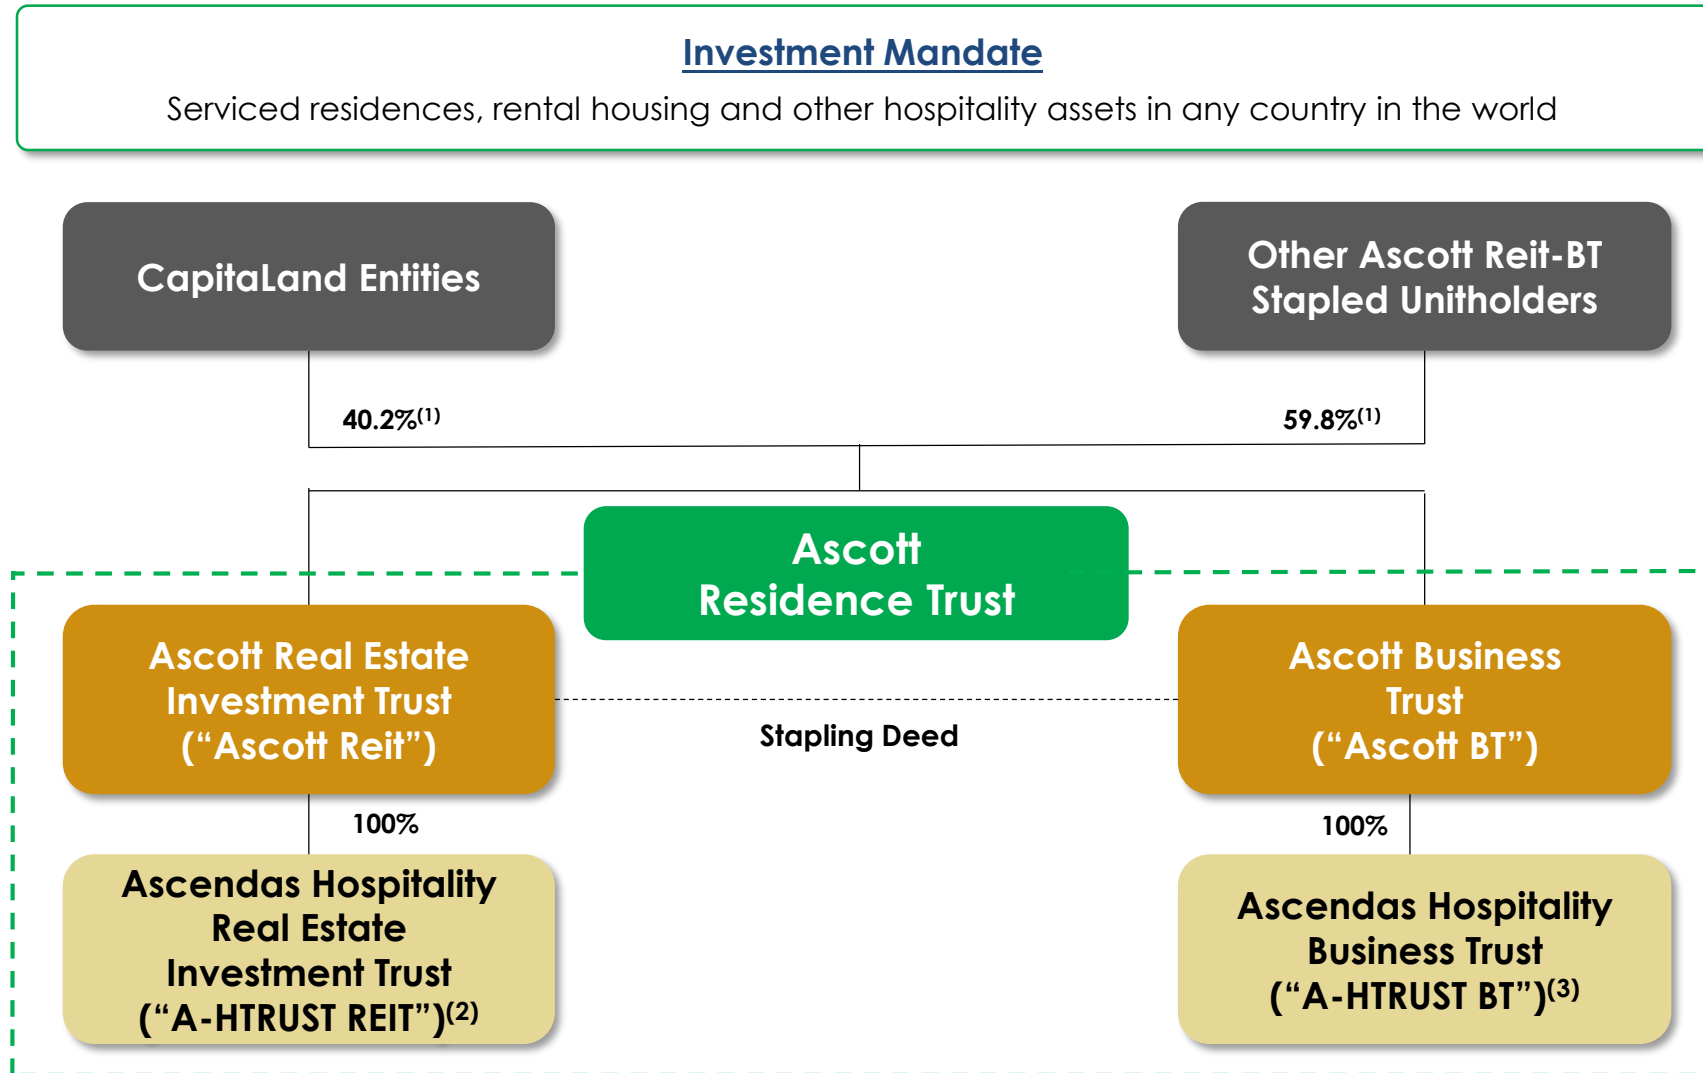 Investment Mandate
Serviced residences, rental housing and other hospitality assets in any country in the world
CapitaLand Entities
Other Ascott Reit-BT
Stapled Unitholders
40.2%(1)
59.8%(1)
Ascott
Residence Trust
Ascott Real Estate
Investment Trust
(“Ascott Reit”)
Stapling Deed
Ascott Business
Trust
(“Ascott BT”)
100%
100%
Ascendas Hospitality
Real Estate
Investment Trust
(“A-HTRUST REIT”)(2)
Ascendas Hospitality
Business Trust
(“A-HTRUST BT”)(3)